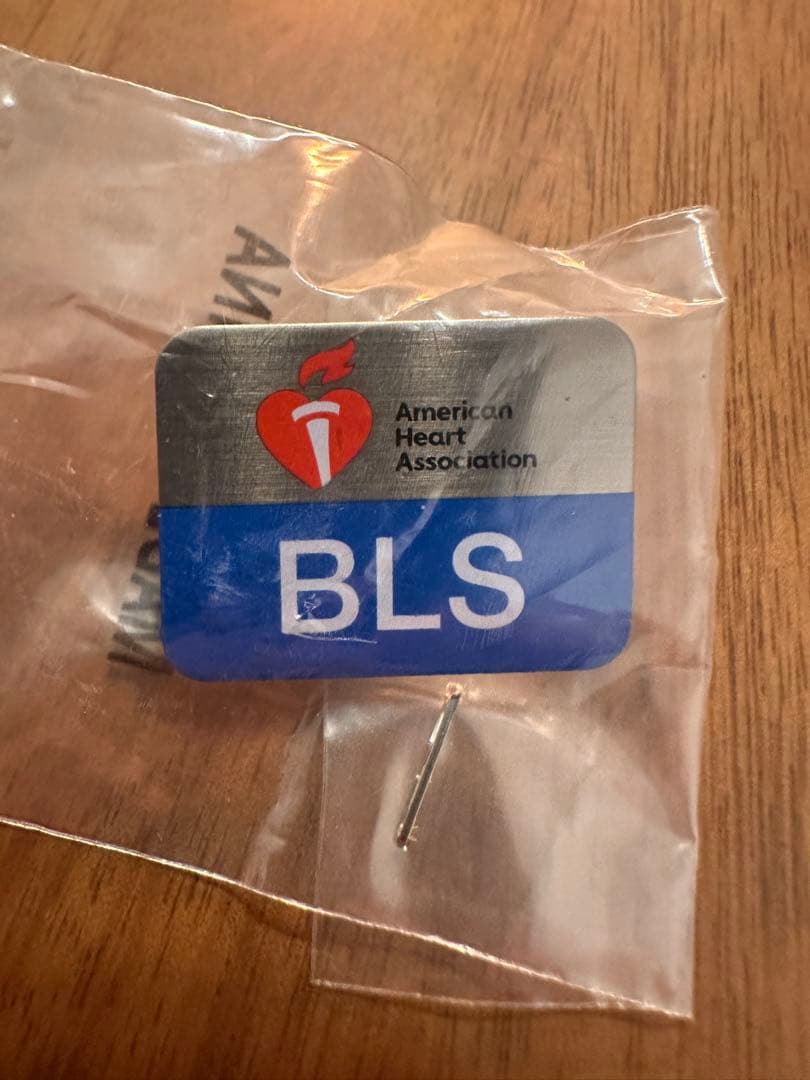 American
Heart
Association
BLS